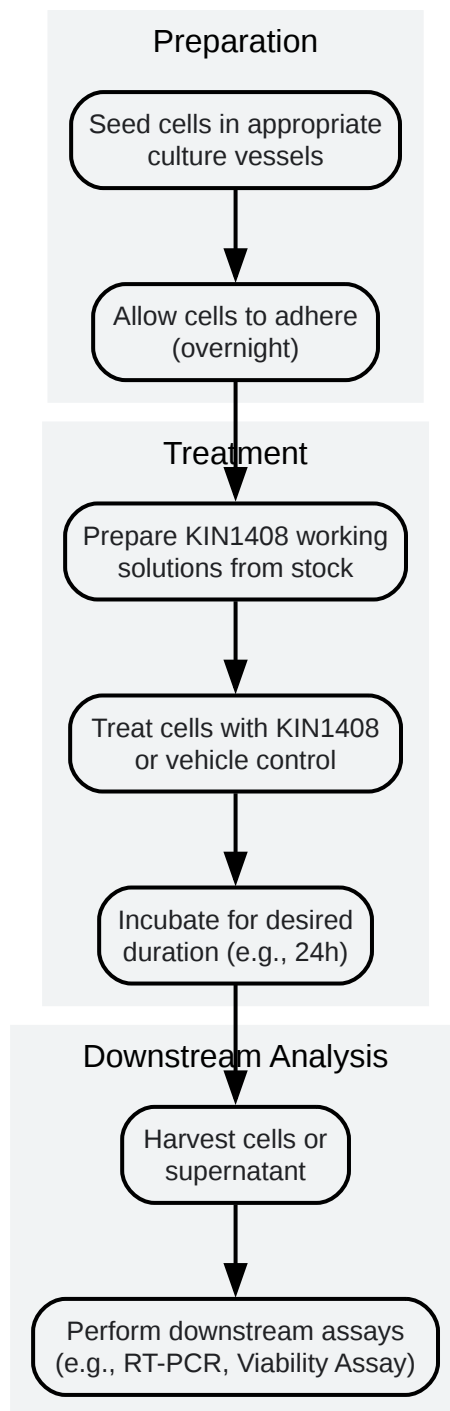 Preparation
Seed cells in appropriate
culture vessels
Allow cells to adhere
(overnight)
Treatment
Prepare KIN1408 working
solutions from stock
Treat cells with KIN1408
or vehicle control
Incubate for desired
duration (e.g., 24h)
Downstream Analysis
Harvest cells or
supernatant
Perform downstream assays
(e.g., RT-PCR, Viability Assay)